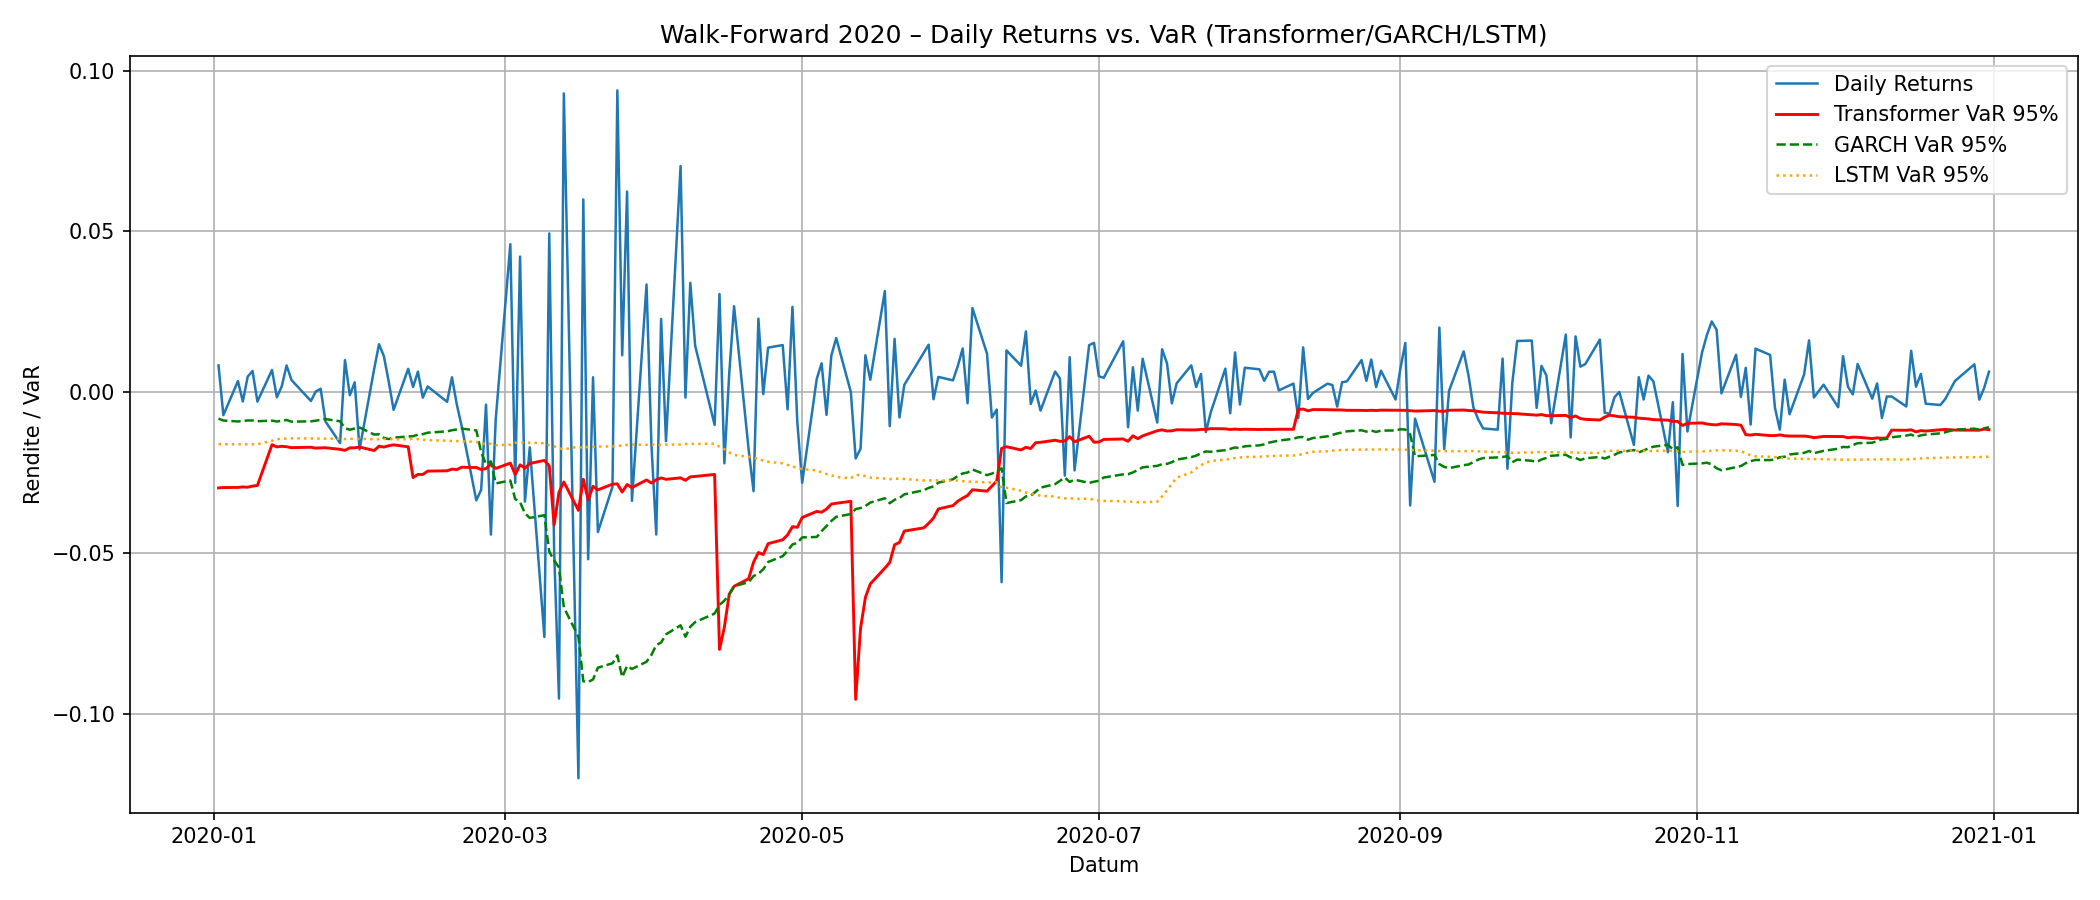 Walk-Forward 2020 – Daily Returns vs. VaR (Transformer/GARCH/LSTM)
Daily Returns
Transformer VaR 95%
GARCH VaR 95%
LSTM VaR 95%
Rendite / VaR
0.10
0.05
0.00
−0.05
−0.10
2020-01
2020-03
2020-05
2020-07
2020-09
2020-11
2021-01
Datum